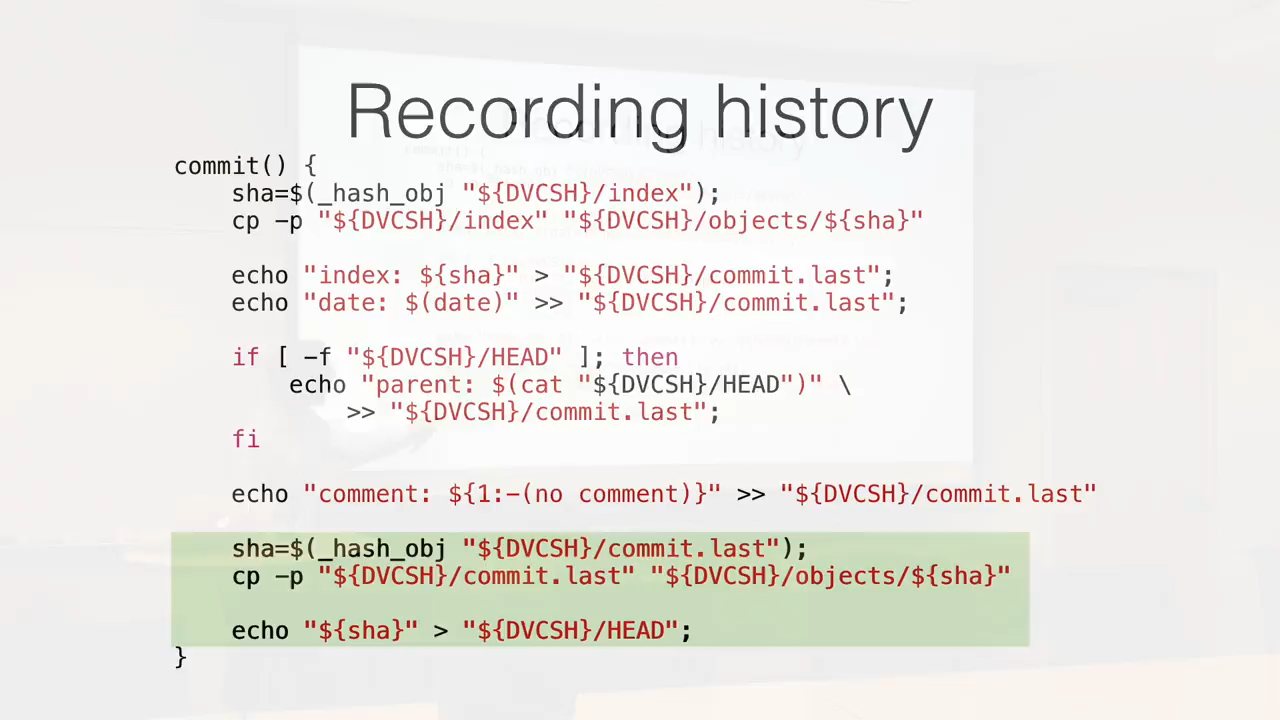 Recording history
commit() {
    sha=$(_hash_obj "${DVCSH}/index");
    cp -p "${DVCSH}/index" "${DVCSH}/objects/${sha}"
    echo "index: ${sha}" > "${DVCSH}/commit.last";
    echo "date: $(date)" >> "${DVCSH}/commit.last";
    if [ -f "${DVCSH}/HEAD" ]; then
        echo "parent: $(cat "${DVCSH}/HEAD")" \
            >> "${DVCSH}/commit.last";
    fi
    echo "comment: ${1:-(no comment)}" >> "${DVCSH}/commit.last"
    sha=$(_hash_obj "${DVCSH}/commit.last");
    cp -p "${DVCSH}/commit.last" "${DVCSH}/objects/${sha}"
    echo "${sha}" > "${DVCSH}/HEAD";
}